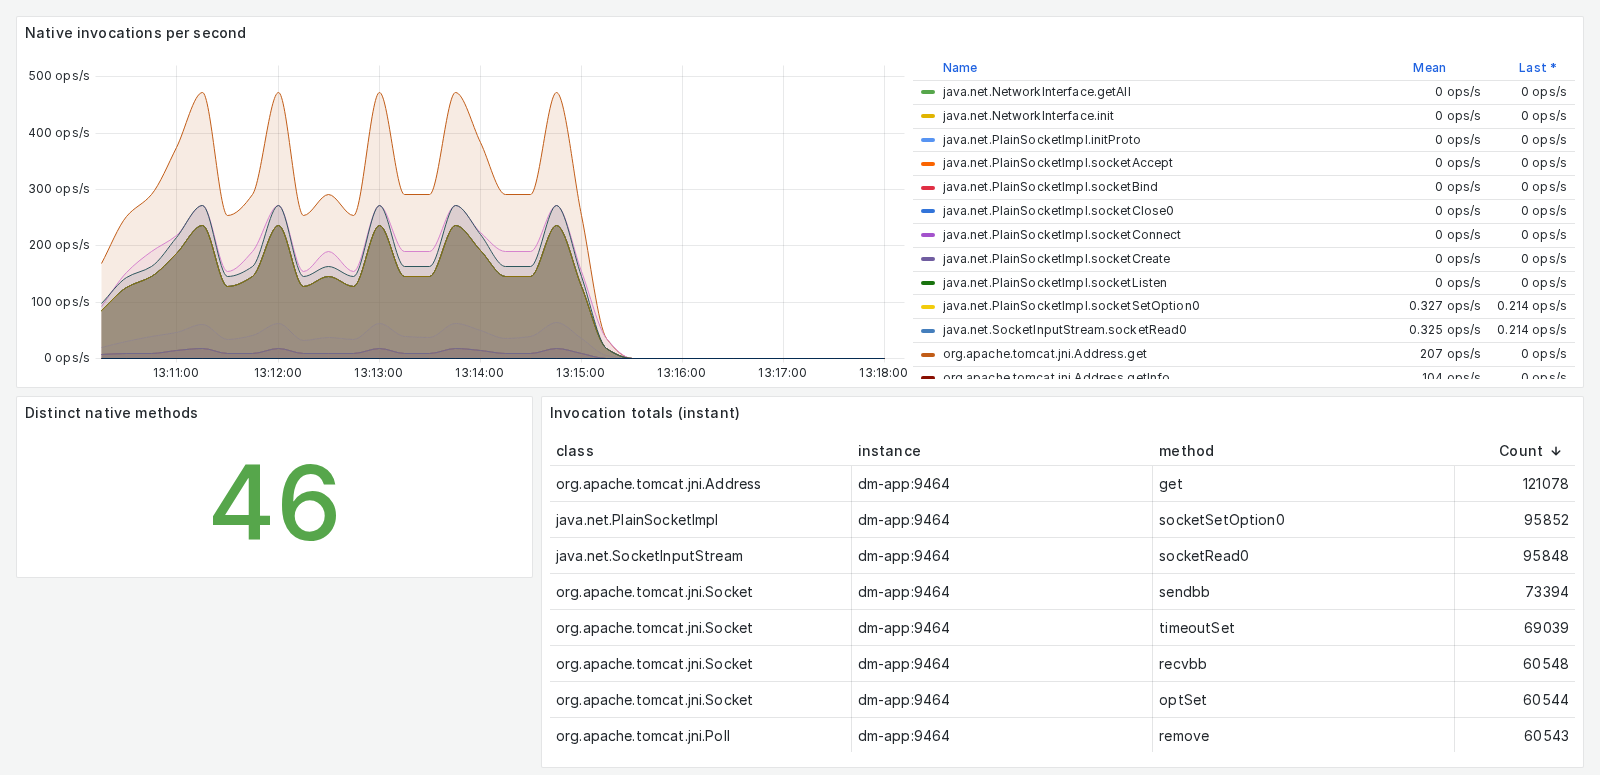 Native invocations per second
500 ops/s
400 ops/s
300 ops/s
200 ops/s
100 ops/s
0 ops/s
13:11:00 13:12:00 13:13:00 13:14:00 13:15:00 13:16:00 13:17:00 13:18:00
Name Mean Last *
java.net.NetworkInterface.getAll 0 ops/s 0 ops/s
java.net.NetworkInterface.init 0 ops/s 0 ops/s
java.net.PlainSocketImpl.initProto 0 ops/s 0 ops/s
java.net.PlainSocketImpl.socketAccept 0 ops/s 0 ops/s
java.net.PlainSocketImpl.socketBind 0 ops/s 0 ops/s
java.net.PlainSocketImpl.socketClose0 0 ops/s 0 ops/s
java.net.PlainSocketImpl.socketConnect 0 ops/s 0 ops/s
java.net.PlainSocketImpl.socketCreate 0 ops/s 0 ops/s
java.net.PlainSocketImpl.socketListen 0 ops/s 0 ops/s
java.net.PlainSocketImpl.socketSetOption0 0.327 ops/s 0.214 ops/s
java.net.SocketInputStream.socketRead0 0.325 ops/s 0.214 ops/s
org.apache.tomcat.jni.Address.get 207 ops/s 0 ops/s
org.apache.tomcat.jni.Address.getInfo 104 ops/s 0 ops/s
Distinct native methods
46
Invocation totals (instant)
class instance method Count ↓
org.apache.tomcat.jni.Address dm-app:9464 get 121078
java.net.PlainSocketImpl dm-app:9464 socketSetOption0 95852
java.net.SocketInputStream dm-app:9464 socketRead0 95848
org.apache.tomcat.jni.Socket dm-app:9464 sendbb 73394
org.apache.tomcat.jni.Socket dm-app:9464 timeoutSet 69039
org.apache.tomcat.jni.Socket dm-app:9464 recvbb 60548
org.apache.tomcat.jni.Socket dm-app:9464 optSet 60544
org.apache.tomcat.jni.Poll dm-app:9464 remove 60543